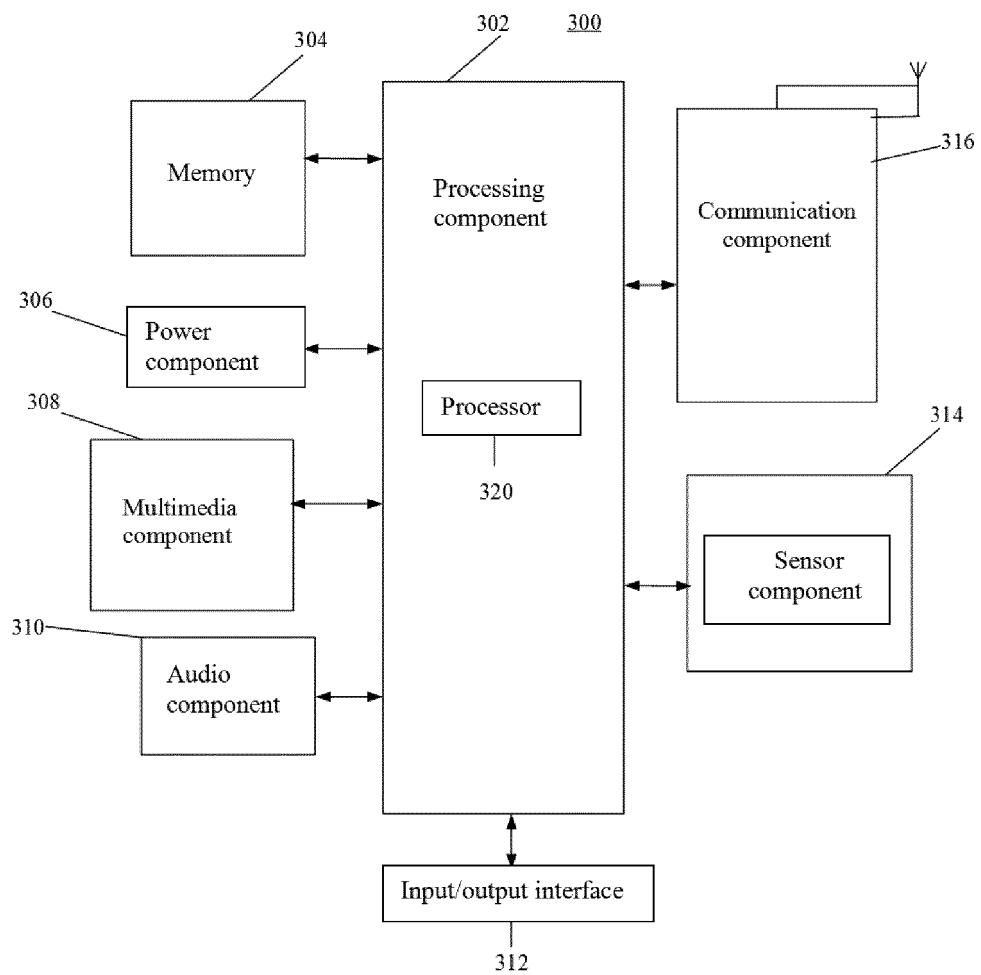 302
300
304
Memory
Processing
component
316
Communication
component
306
Power
component
308
Processor
320
314
Multimedia
component
Sensor
component
310
Audio
component
Input/output interface
312